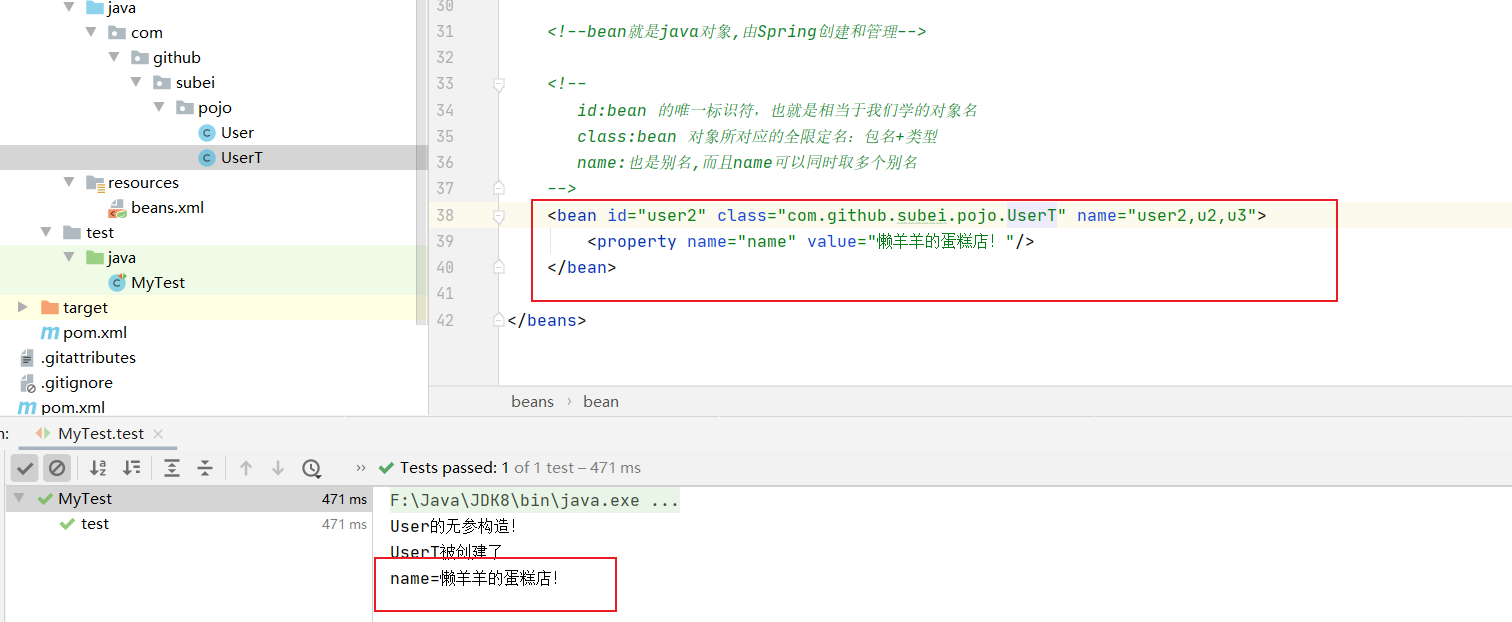 java
com
github
subei
pojo
User
UserT
resources
beans.xml
test
java
MyTest
target
pom.xml
.gitattributes
.gitignore
pom.xml
30
31 <!--bean就是java对象,由Spring创建和管理-->
32
33 <!--
34 id:bean 的唯一标识符，也就是相当于我们学的对象名
35 class:bean 对象所对应的全限定名：包名+类型
36 name:也是别名,而且name可以同时取多个别名
37 -->
38 <bean id="user2" class="com.github.subei.pojo.UserT" name="user2,u2,u3">
39 <property name="name" value="懒羊羊的蛋糕店！"/>
40 </bean>
41
42 </beans>
beans › bean
n: MyTest.test
Tests passed: 1 of 1 test – 471 ms
MyTest 471 ms
test 471 ms
F:\Java\JDK8\bin\java.exe ...
User的无参构造！
UserT被创建了
name=懒羊羊的蛋糕店！